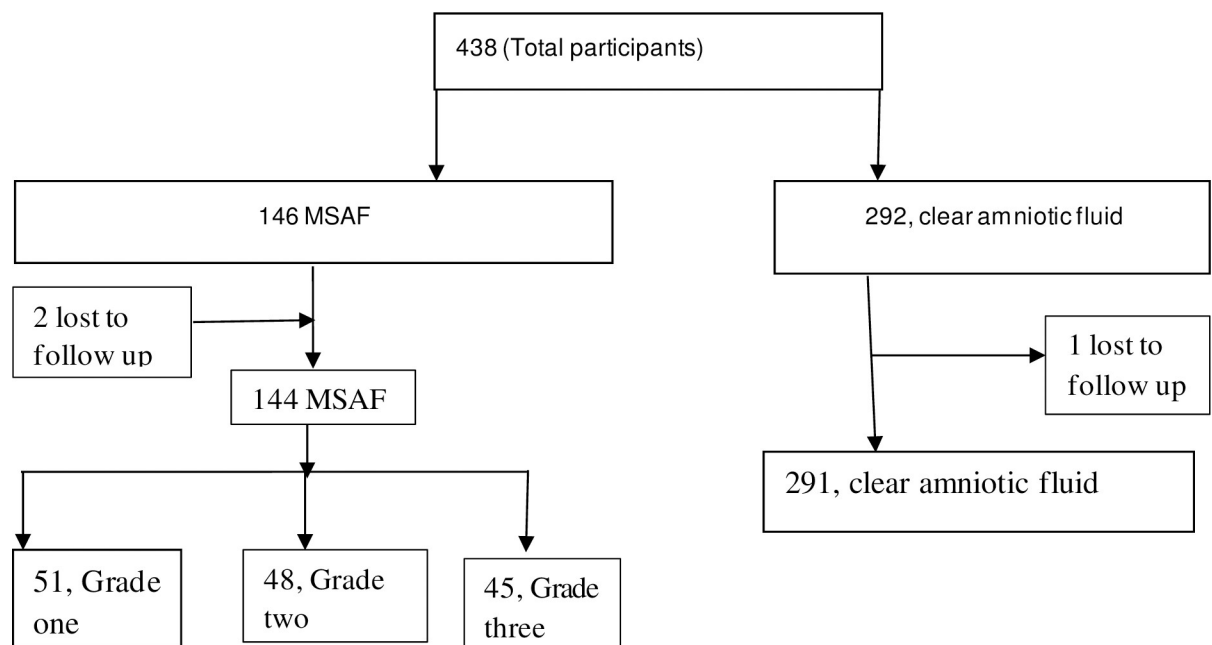 438 (Total participants)
146 MSAF
292, clear amniotic fluid
2 lost to
follow up
1 lost to
follow up
144 MSAF
291, clear amniotic fluid
51, Grade
one
48, Grade
two
45, Grade
three